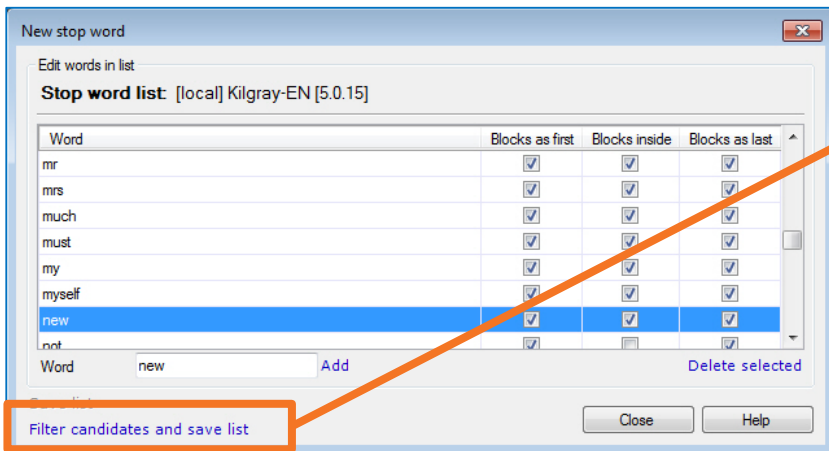 New stop word
Edit words in list
Stop word list: [local] Kilgray-EN [5.0.15]
Word Blocks as first Blocks inside Blocks as last
mr
mrs
much
must
my
myself
new
not
Word new Add Delete selected
Save list
Filter candidates and save list Close Help